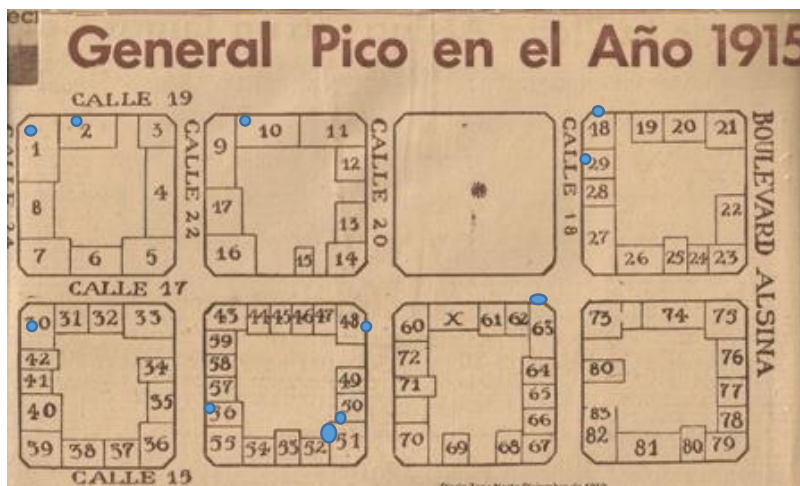 General Pico en el Año 1915
CALLE 19
1 2 3
8 4
7 6 5
CALLE 22
9 10 11
12
17 13
16 15 14
CALLE 20
CALLE 18
18 19 20 21
29
28 22
27 26 25 24 23
BOULEVARD ALSINA
CALLE 17
30 31 32 33
42 34
41
40 35
39 38 37 36
43 44 45 46 47 48
59
58
57 49
56 50
55 54 53 52 51
60 X 61 62 63
72 64
71 65
66
70 69 68 67
73 74 75
80 76
77
83 78
82 81 80 79
CALLE 15